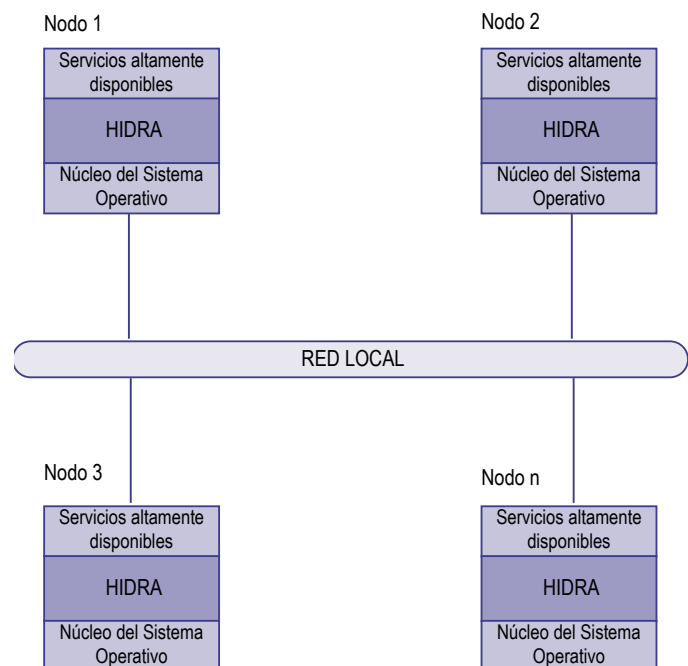 Nodo 1
Servicios altamente
disponibles
HIDRA
Núcleo del Sistema
Operativo
Nodo 2
Servicios altamente
disponibles
HIDRA
Núcleo del Sistema
Operativo
RED LOCAL
Nodo 3
Servicios altamente
disponibles
HIDRA
Núcleo del Sistema
Operativo
Nodo n
Servicios altamente
disponibles
HIDRA
Núcleo del Sistema
Operativo